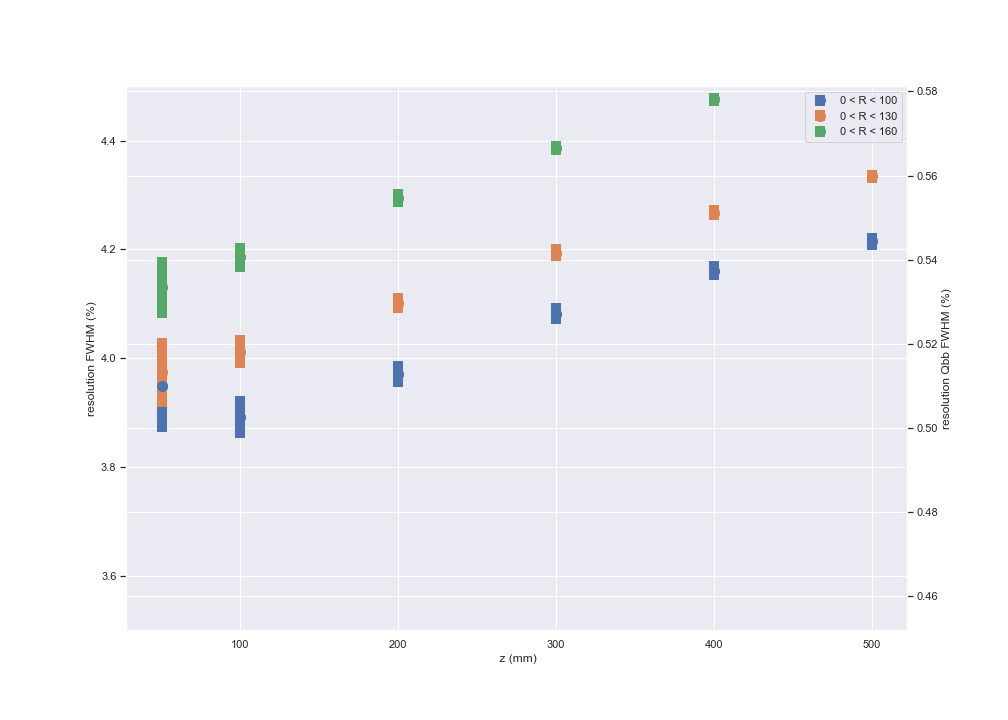 0 < R < 100
0 < R < 130
0 < R < 160
4.4
4.2
4.0
3.8
3.6
resolution FWHM (%)
0.58
0.56
0.54
0.52
0.50
0.48
0.46
resolution Qbb FWHM (%)
100
200
300
400
500
z (mm)